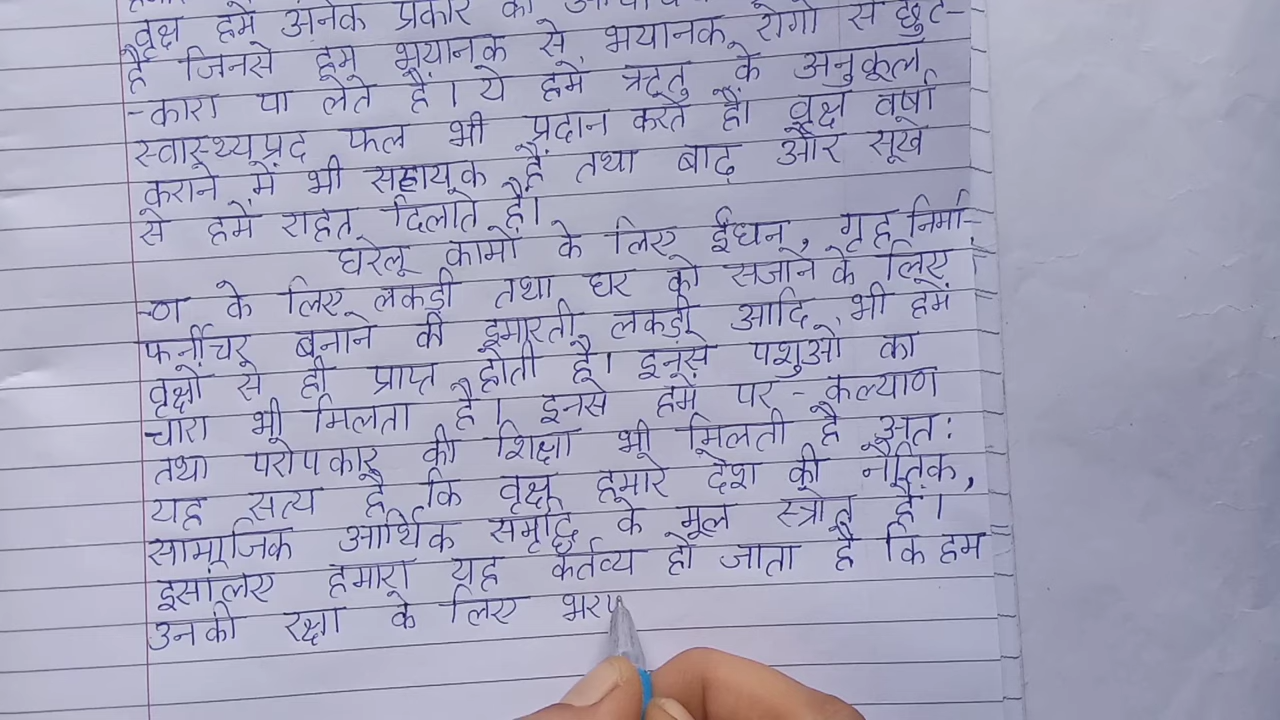 वृक्ष हमें अनेक प्रकार की
है जिनसे हम भयानक से भयानक रोगों से छुट-
-कारा पा लेते हैं। ये हमें ऋतु के अनुकूल
स्वास्थ्यप्रद फल भी प्रदान करते हैं। वृक्ष वर्षा
कराने में भी सहायक हैं तथा बाढ़ और सूखे
से हमें राहत दिलाते हैं।
घरेलू कामों के लिए ईंधन, गृह निर्मा-
-ण के लिए लकड़ी तथा घर को सजाने के लिए
फर्नीचर बनाने की इमारती लकड़ी आदि भी हमें
वृक्षों से ही प्राप्त होती है। इनसे पशुओं का
चारा भी मिलता है। इनसे हमें पर - कल्याण
तथा परोपकार की शिक्षा भी मिलती है अतः
यह सत्य है कि वृक्ष हमारे देश की नैतिक,
सामाजिक आर्थिक समृद्धि के मूल स्त्रोत हैं।
इसलिए हमारा यह कर्तव्य हो जाता है कि हम
उनकी रक्षा के लिए